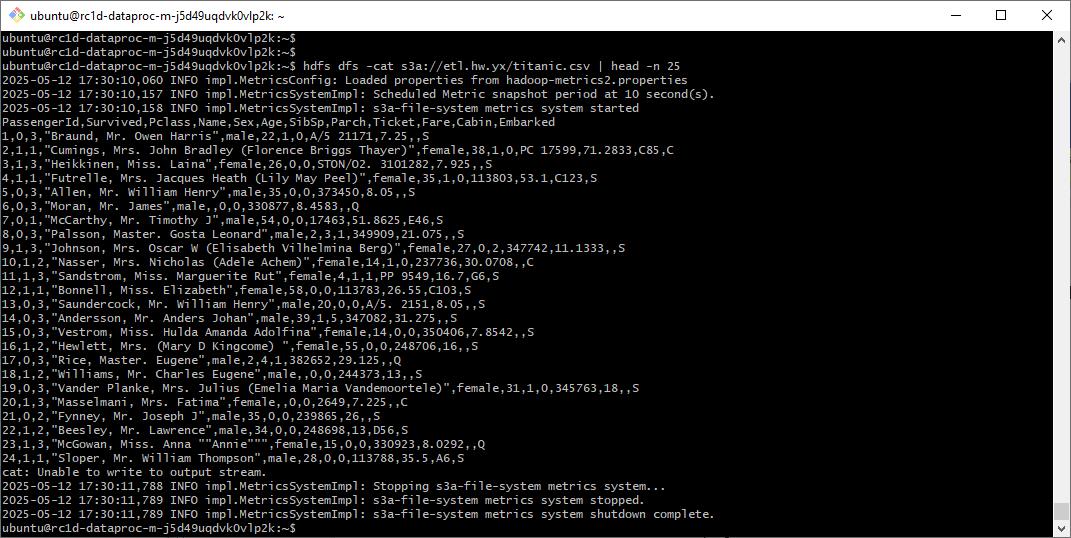 ubuntu@rc1d-dataproc-m-j5d49uqdvk0vlp2k: ~
ubuntu@rc1d-dataproc-m-j5d49uqdvk0vlp2k:~$
ubuntu@rc1d-dataproc-m-j5d49uqdvk0vlp2k:~$
ubuntu@rc1d-dataproc-m-j5d49uqdvk0vlp2k:~$ hdfs dfs -cat s3a://etl.hw.yx/titanic.csv | head -n 25
2025-05-12 17:30:10,060 INFO impl.MetricsConfig: Loaded properties from hadoop-metrics2.properties
2025-05-12 17:30:10,157 INFO impl.MetricsSystemImpl: Scheduled Metric snapshot period at 10 second(s).
2025-05-12 17:30:10,158 INFO impl.MetricsSystemImpl: s3a-file-system metrics system started
PassengerId,Survived,Pclass,Name,Sex,Age,SibSp,Parch,Ticket,Fare,Cabin,Embarked
1,0,3,"Braund, Mr. Owen Harris",male,22,1,0,A/5 21171,7.25,,S
2,1,1,"Cumings, Mrs. John Bradley (Florence Briggs Thayer)",female,38,1,0,PC 17599,71.2833,C85,C
3,1,3,"Heikkinen, Miss. Laina",female,26,0,0,STON/O2. 3101282,7.925,,S
4,1,1,"Futrelle, Mrs. Jacques Heath (Lily May Peel)",female,35,1,0,113803,53.1,C123,S
5,0,3,"Allen, Mr. William Henry",male,35,0,0,373450,8.05,,S
6,0,3,"Moran, Mr. James",male,,0,0,330877,8.4583,,Q
7,0,1,"McCarthy, Mr. Timothy J",male,54,0,0,17463,51.8625,E46,S
8,0,3,"Palsson, Master. Gosta Leonard",male,2,3,1,349909,21.075,,S
9,1,3,"Johnson, Mrs. Oscar W (Elisabeth Vilhelmina Berg)",female,27,0,2,347742,11.1333,,S
10,1,2,"Nasser, Mrs. Nicholas (Adele Achem)",female,14,1,0,237736,30.0708,,C
11,1,3,"Sandstrom, Miss. Marguerite Rut",female,4,1,1,PP 9549,16.7,G6,S
12,1,1,"Bonnell, Miss. Elizabeth",female,58,0,0,113783,26.55,C103,S
13,0,3,"Saundercock, Mr. William Henry",male,20,0,0,A/5. 2151,8.05,,S
14,0,3,"Andersson, Mr. Anders Johan",male,39,1,5,347082,31.275,,S
15,0,3,"Vestrom, Miss. Hulda Amanda Adolfina",female,14,0,0,350406,7.8542,,S
16,1,2,"Hewlett, Mrs. (Mary D Kingcome) ",female,55,0,0,248706,16,,S
17,0,3,"Rice, Master. Eugene",male,2,4,1,382652,29.125,,Q
18,1,2,"Williams, Mr. Charles Eugene",male,,0,0,244373,13,,S
19,0,3,"Vander Planke, Mrs. Julius (Emelia Maria Vandemoortele)",female,31,1,0,345763,18,,S
20,1,3,"Masselmani, Mrs. Fatima",female,,0,0,2649,7.225,,C
21,0,2,"Fynney, Mr. Joseph J",male,35,0,0,239865,26,,S
22,1,2,"Beesley, Mr. Lawrence",male,34,0,0,248698,13,D56,S
23,1,3,"McGowan, Miss. Anna ""Annie""",female,15,0,0,330923,8.0292,,Q
24,1,1,"Sloper, Mr. William Thompson",male,28,0,0,113788,35.5,A6,S
cat: Unable to write to output stream.
2025-05-12 17:30:11,788 INFO impl.MetricsSystemImpl: Stopping s3a-file-system metrics system...
2025-05-12 17:30:11,789 INFO impl.MetricsSystemImpl: s3a-file-system metrics system stopped.
2025-05-12 17:30:11,789 INFO impl.MetricsSystemImpl: s3a-file-system metrics system shutdown complete.
ubuntu@rc1d-dataproc-m-j5d49uqdvk0vlp2k:~$